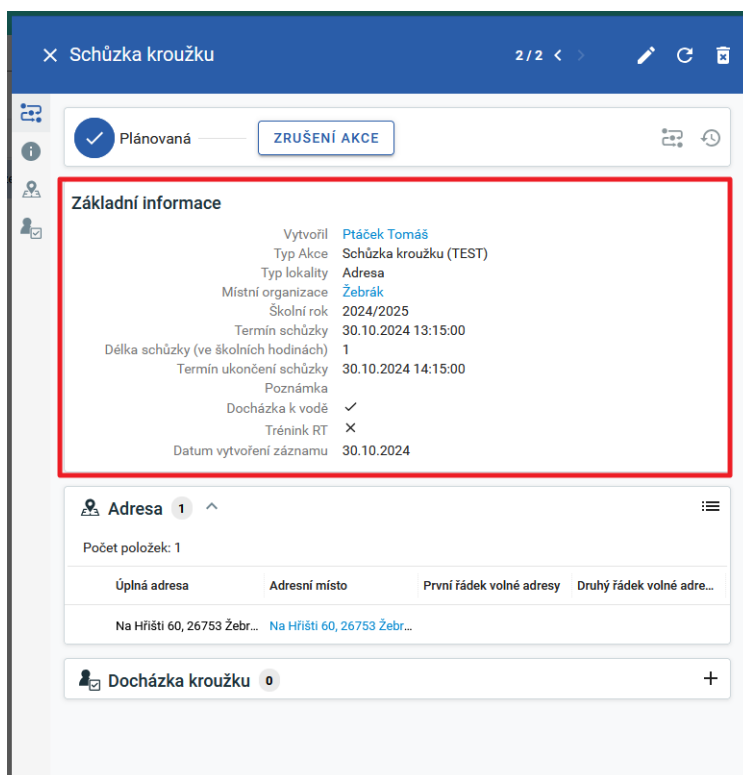 Schůzka kroužku
2 / 2
Plánovaná
ZRUŠENÍ AKCE
Základní informace
Vytvořil Ptáček Tomáš
Typ Akce Schůzka kroužku (TEST)
Typ lokality Adresa
Místní organizace Žebrák
Školní rok 2024/2025
Termín schůzky 30.10.2024 13:15:00
Délka schůzky (ve školních hodinách) 1
Termín ukončení schůzky 30.10.2024 14:15:00
Poznámka
Docházka k vodě
Trénink RT
Datum vytvoření záznamu 30.10.2024
Adresa 1
Počet položek: 1
Úplná adresa Adresní místo První řádek volné adresy Druhý řádek volné adre...
Na Hřišti 60, 26753 Žebr... Na Hřišti 60, 26753 Žebr...
Docházka kroužku 0